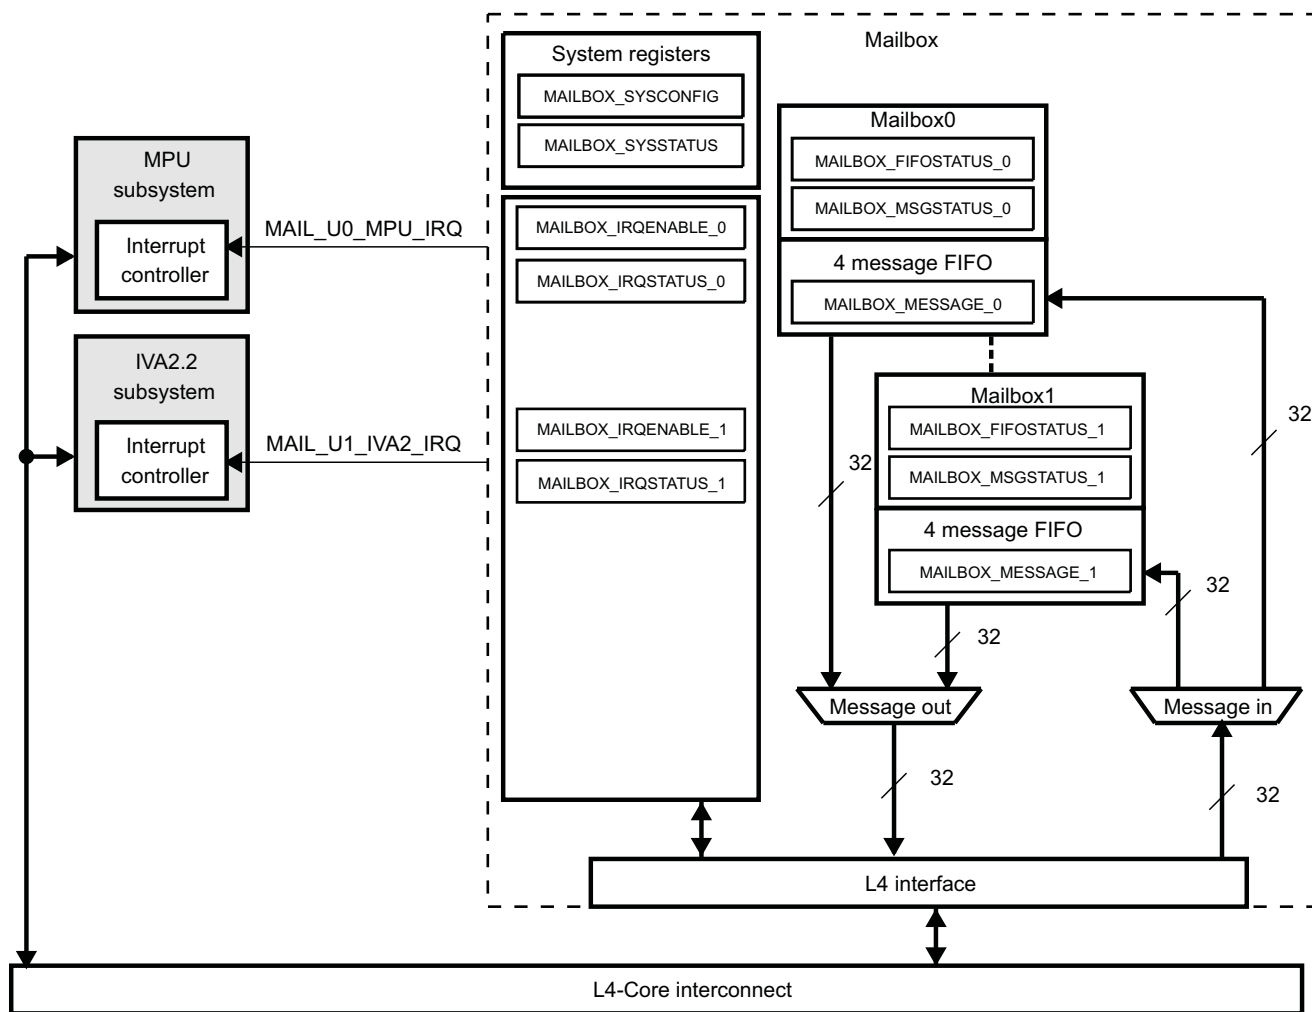 Mailbox
System registers
MAILBOX_SYSCONFIG
MAILBOX_SYSSTATUS
MAILBOX_IRQENABLE_0
MAILBOX_IRQSTATUS_0
MAILBOX_IRQENABLE_1
MAILBOX_IRQSTATUS_1
MPU
subsystem
Interrupt
controller
MAIL_U0_MPU_IRQ
IVA2.2
subsystem
Interrupt
controller
MAIL_U1_IVA2_IRQ
Mailbox0
MAILBOX_FIFOSTATUS_0
MAILBOX_MSGSTATUS_0
4 message FIFO
MAILBOX_MESSAGE_0
Mailbox1
MAILBOX_FIFOSTATUS_1
MAILBOX_MSGSTATUS_1
4 message FIFO
MAILBOX_MESSAGE_1
32
32
32
32
Message out
Message in
32
32
L4 interface
L4-Core interconnect